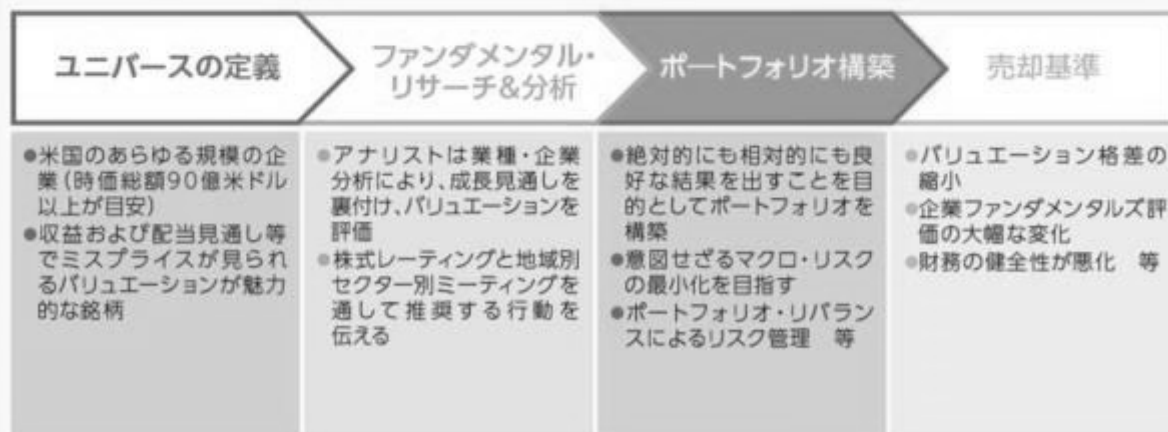 ユニバースの定義
ファンダメンタル・
リサーチ&分析
ポートフォリオ構築
売却基準
●米国のあらゆる規模の企
業(時価総額90億米ドル
以上が目安)
●収益および配当見通し等
でミスプライスが見られ
るバリュエーションが魅力
的な銘柄
●アナリストは業種・企業
分析により、成長見通しを
裏付け、バリュエーションを
評価
●株式レーティングと地域別
セクター別ミーティングを
通して推奨する行動を
伝える
●絶対的にも相対的にも良
好な結果を出すことを目
的としてポートフォリオを
構築
●意図せざるマクロ・リスク
の最小化を目指す
●ポートフォリオ・リバラン
スによるリスク管理　等
●バリュエーション格差の
縮小
●企業ファンダメンタルズ評
価の大幅な変化
●財務の健全性が悪化　等